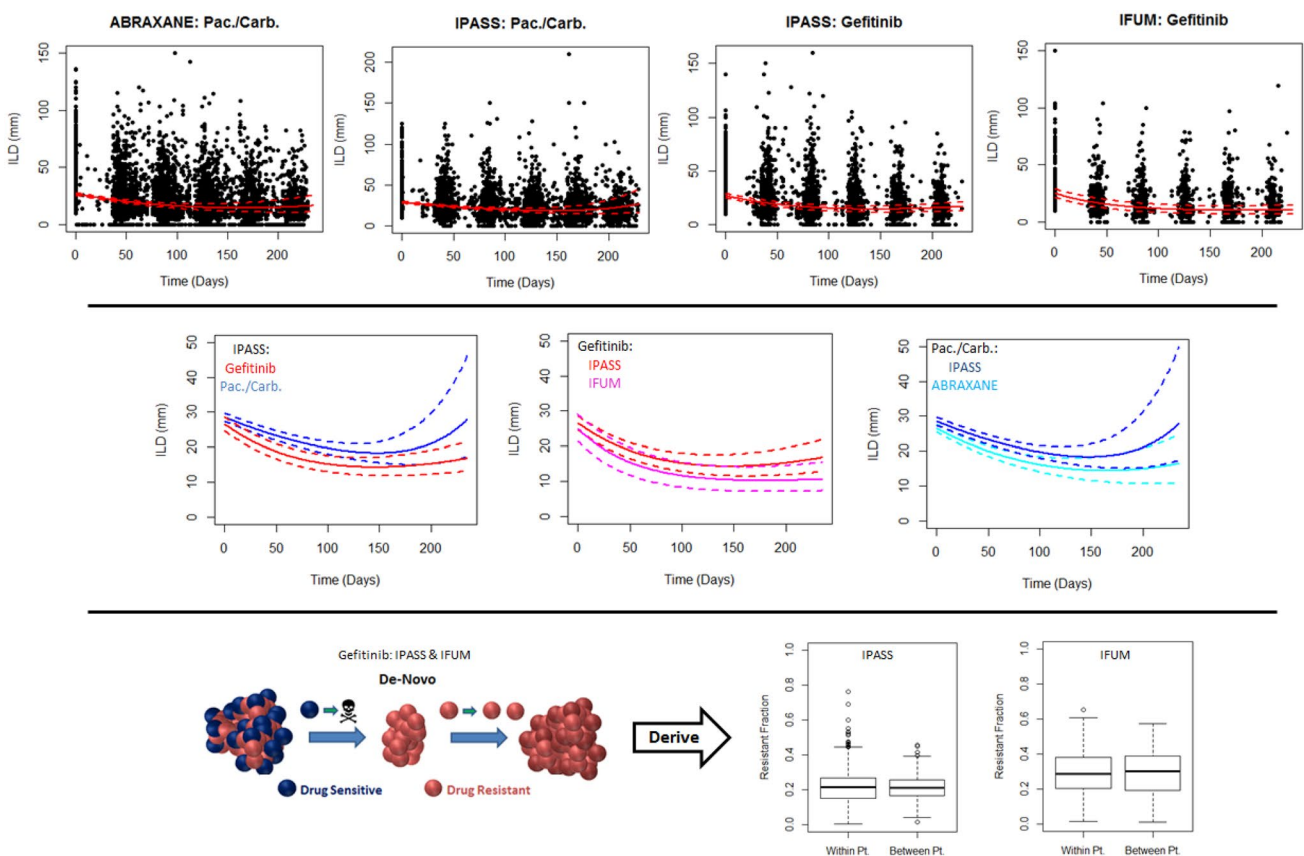 ABRAXANE: Pac./Carb.
IPASS: Pac./Carb.
IPASS: Gefitinib
IFUM: Gefitinib
ILD (mm)
150
100
50
0
0 50 100 150 200
Time (Days)
ILD (mm)
200
150
100
50
0
0 50 100 150 200
Time (Days)
ILD (mm)
150
100
50
0
0 50 100 150 200
Time (Days)
ILD (mm)
150
100
50
0
0 50 100 150 200
Time (Days)
IPASS:
Gefitinib
Pac./Carb.
ILD (mm)
50
40
30
20
10
0
0 50 100 150 200
Time (Days)
Gefitinib:
IPASS
IFUM
ILD (mm)
50
40
30
20
10
0
0 50 100 150 200
Time (Days)
Pac./Carb.:
IPASS
ABRAXANE
ILD (mm)
50
40
30
20
10
0
0 50 100 150 200
Time (Days)
Gefitinib: IPASS & IFUM
De-Novo
Drug Sensitive
Drug Resistant
Derive
IPASS
Resistant Fraction
1.0
0.8
0.6
0.4
0.2
0.0
Within Pt. Between Pt.
IFUM
Resistant Fraction
1.0
0.8
0.6
0.4
0.2
0.0
Within Pt. Between Pt.